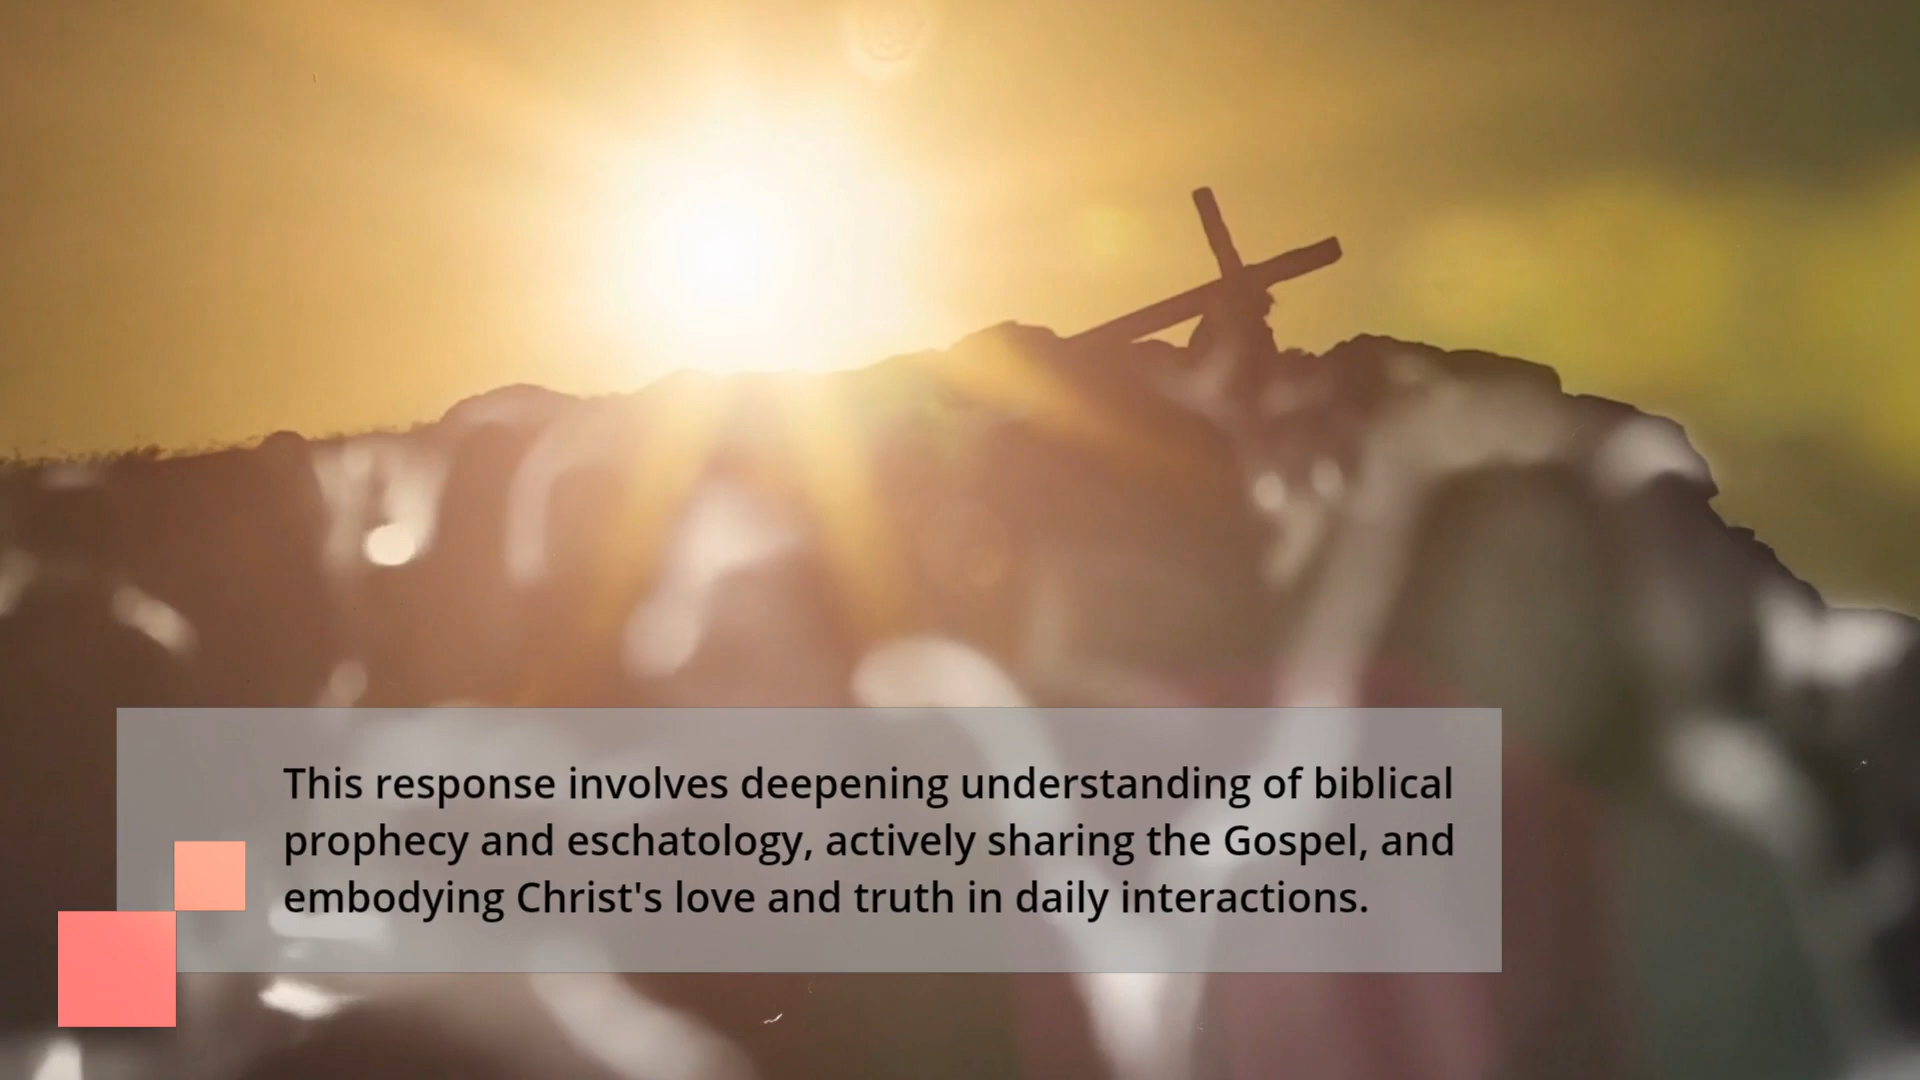 This response involves deepening understanding of biblical
prophecy and eschatology, actively sharing the Gospel, and
embodying Christ's love and truth in daily interactions.